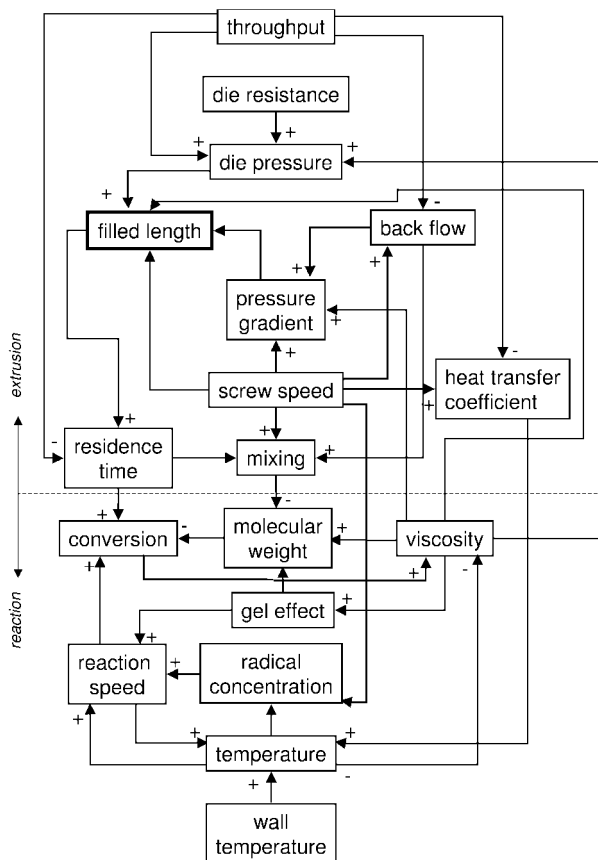 throughput
die resistance
+
+
+
die pressure
+
-
filled length
back flow
+
+
pressure
gradient
+
+
-
extrusion
screw speed
heat transfer
coefficient
+
+
+
-
residence
time
mixing
+
-
+
conversion
-
molecular
weight
+
viscosity
+
+
-
reaction
gel effect
+
+
reaction
speed
+
radical
concentration
+
+
temperature
+
-
+
wall
temperature